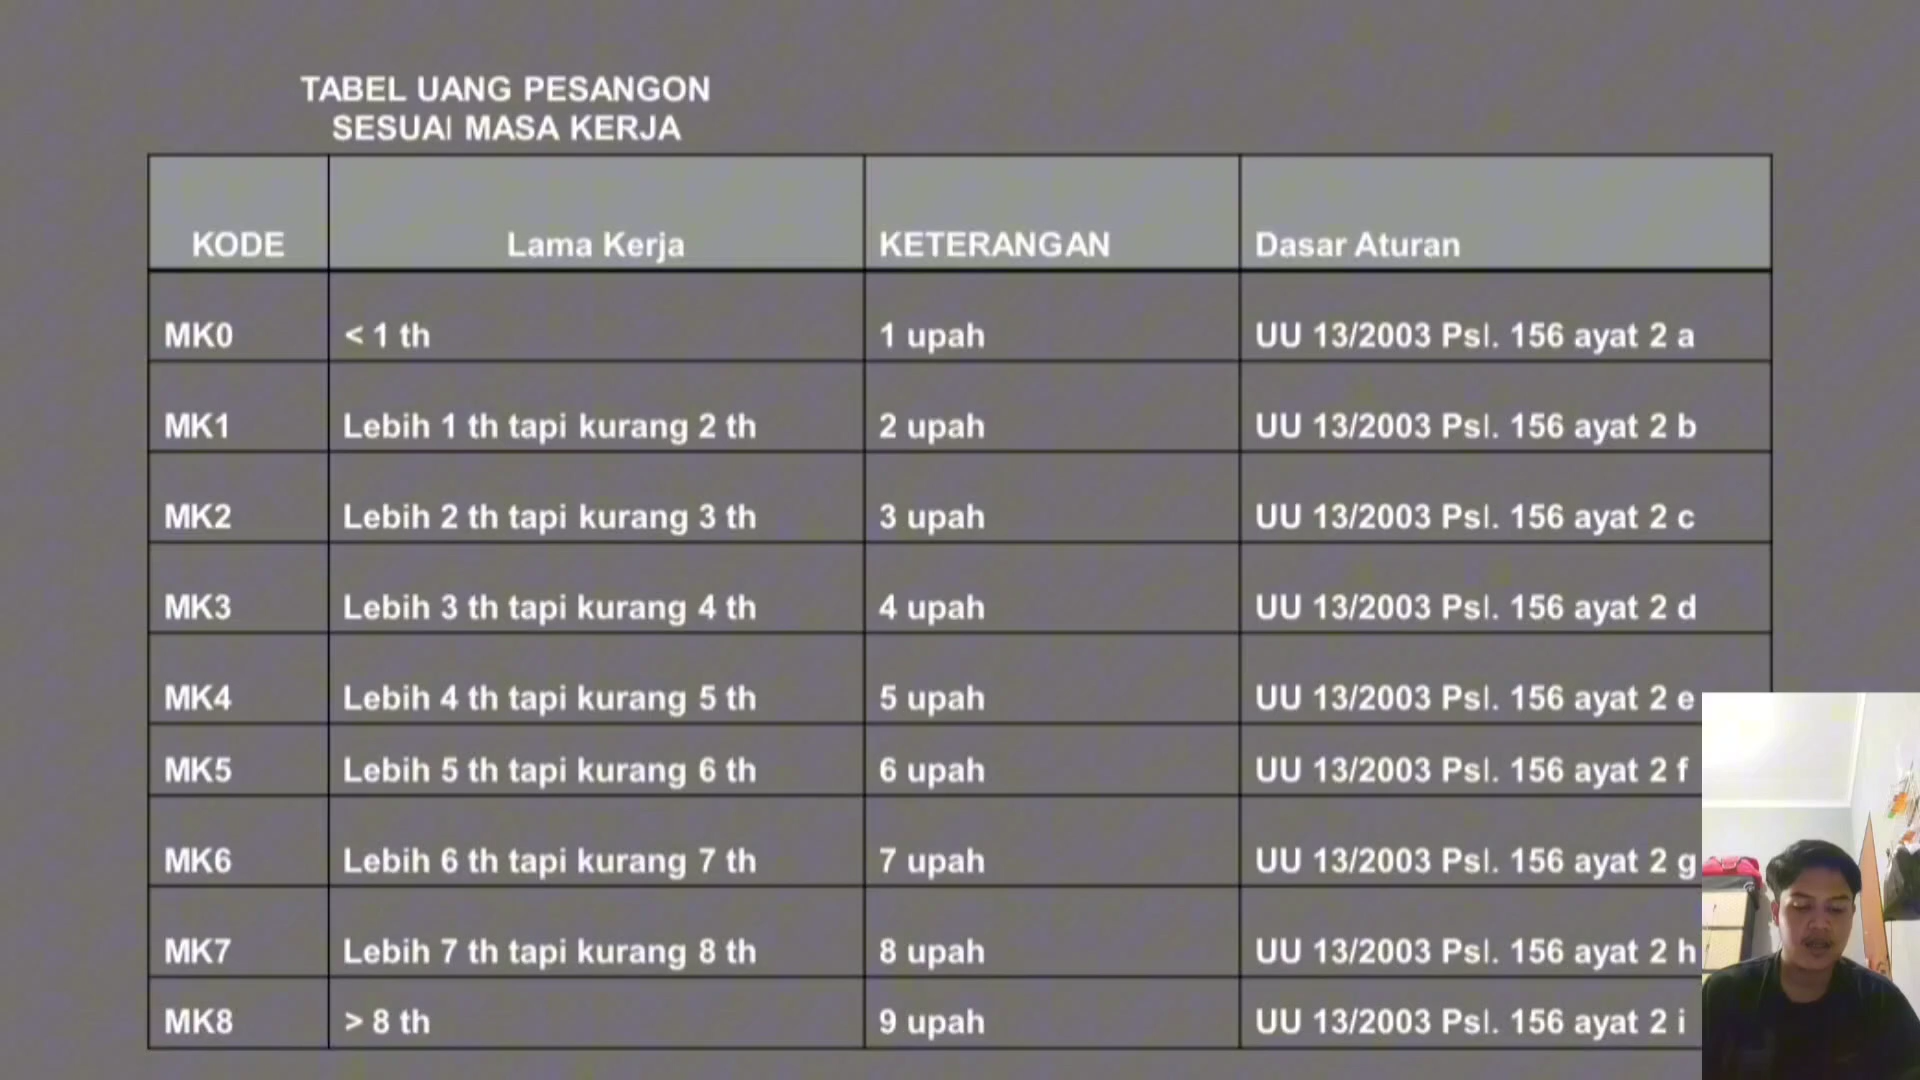 TABEL UANG PESANGON
SESUAI MASA KERJA
KODE Lama Kerja KETERANGAN Dasar Aturan
MK0 < 1 th 1 upah UU 13/2003 Psl. 156 ayat 2 a
MK1 Lebih 1 th tapi kurang 2 th 2 upah UU 13/2003 Psl. 156 ayat 2 b
MK2 Lebih 2 th tapi kurang 3 th 3 upah UU 13/2003 Psl. 156 ayat 2 c
MK3 Lebih 3 th tapi kurang 4 th 4 upah UU 13/2003 Psl. 156 ayat 2 d
MK4 Lebih 4 th tapi kurang 5 th 5 upah UU 13/2003 Psl. 156 ayat 2 e
MK5 Lebih 5 th tapi kurang 6 th 6 upah UU 13/2003 Psl. 156 ayat 2 f
MK6 Lebih 6 th tapi kurang 7 th 7 upah UU 13/2003 Psl. 156 ayat 2 g
MK7 Lebih 7 th tapi kurang 8 th 8 upah UU 13/2003 Psl. 156 ayat 2 h
MK8 > 8 th 9 upah UU 13/2003 Psl. 156 ayat 2 i